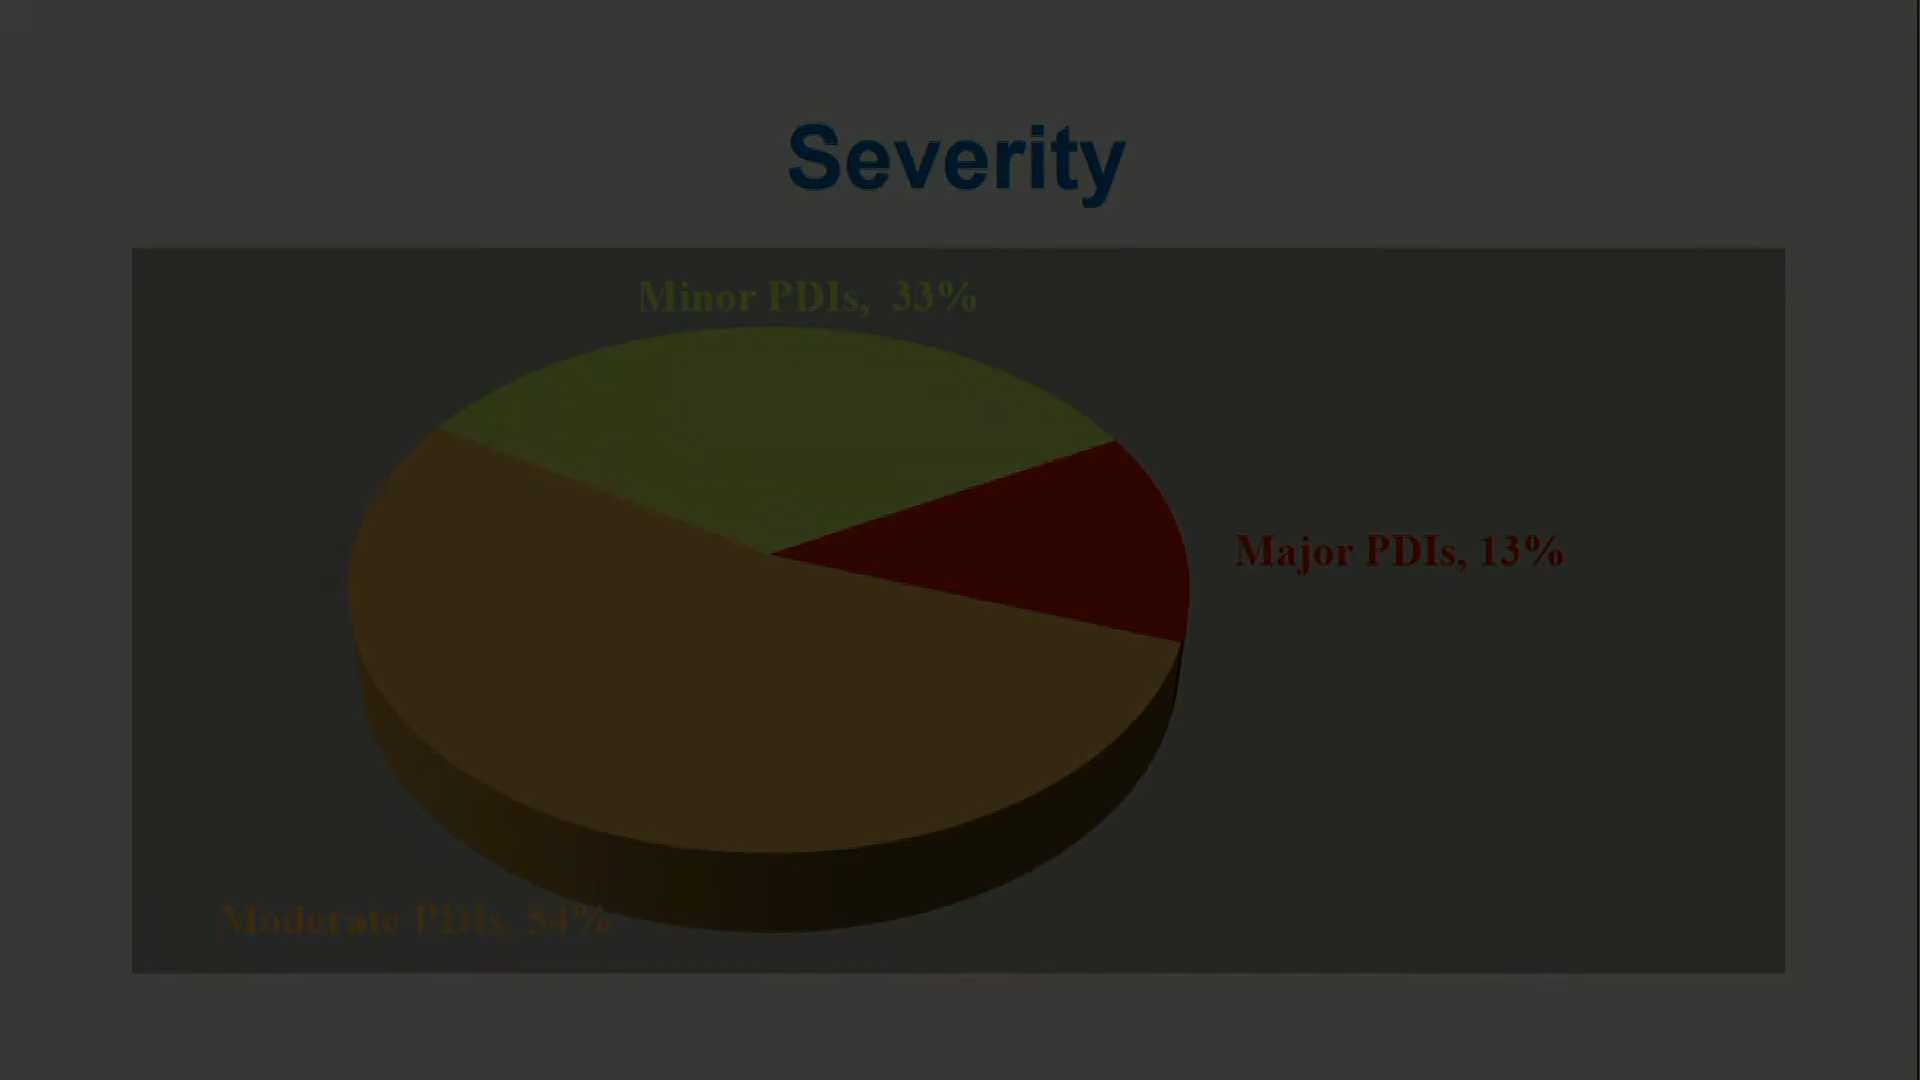 Severity
Minor PDIs, 33%
Major PDIs, 13%
Moderate PDIs, 54%